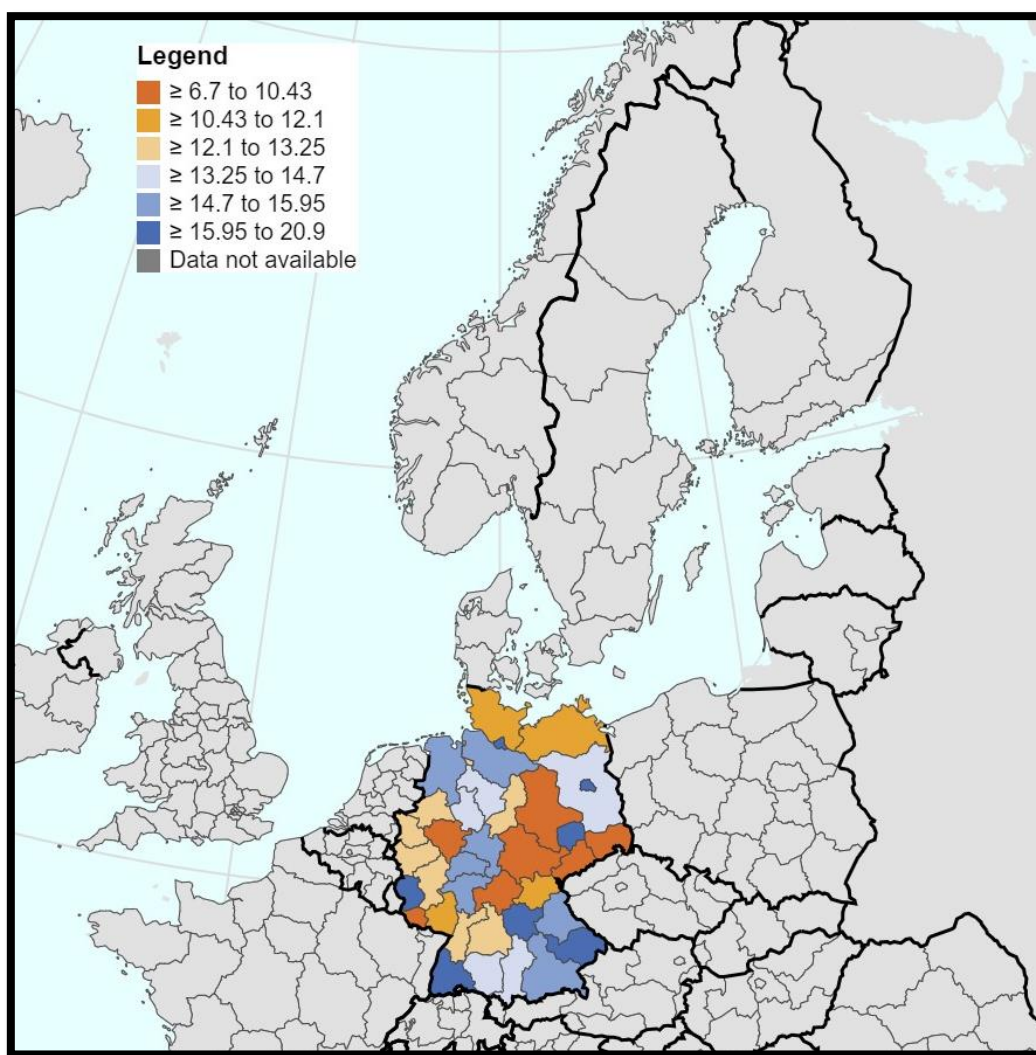 Legend
≥ 6.7 to 10.43
≥ 10.43 to 12.1
≥ 12.1 to 13.25
≥ 13.25 to 14.7
≥ 14.7 to 15.95
≥ 15.95 to 20.9
Data not available